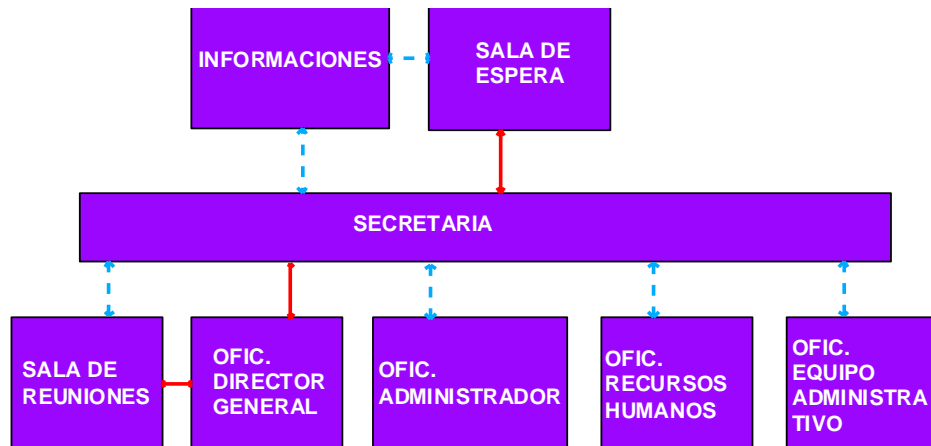 INFORMACIONES
SALA DE
ESPERA
SECRETARIA
SALA DE
REUNIONES
OFIC.
DIRECTOR
GENERAL
OFIC.
ADMINISTRADOR
OFIC.
RECURSOS
HUMANOS
OFIC.
EQUIPO
ADMINISTRA
TIVO